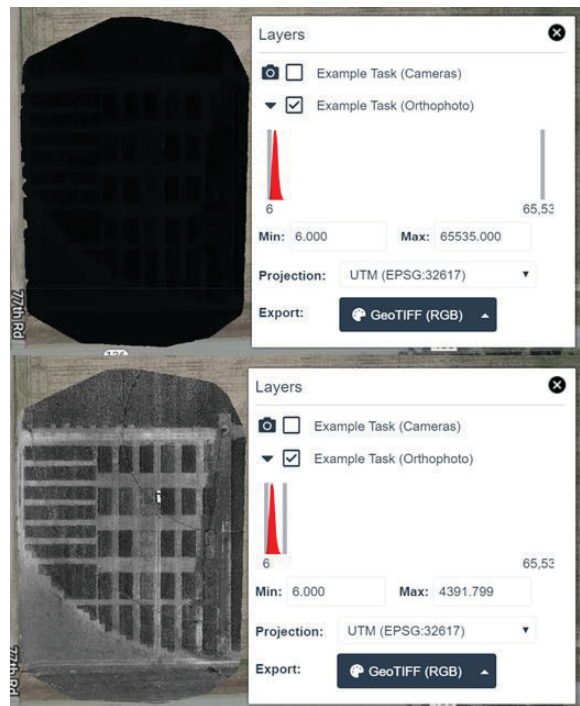 Layers
Example Task (Cameras)
Example Task (Orthophoto)
6 65,53
Min: 6.000 Max: 65535.000
Projection: UTM (EPSG:32617)
Export: GeoTIFF (RGB)
77th Rd
Layers
Example Task (Cameras)
Example Task (Orthophoto)
6 65,53
Min: 6.000 Max: 4391.799
Projection: UTM (EPSG:32617)
Export: GeoTIFF (RGB)
77th Rd